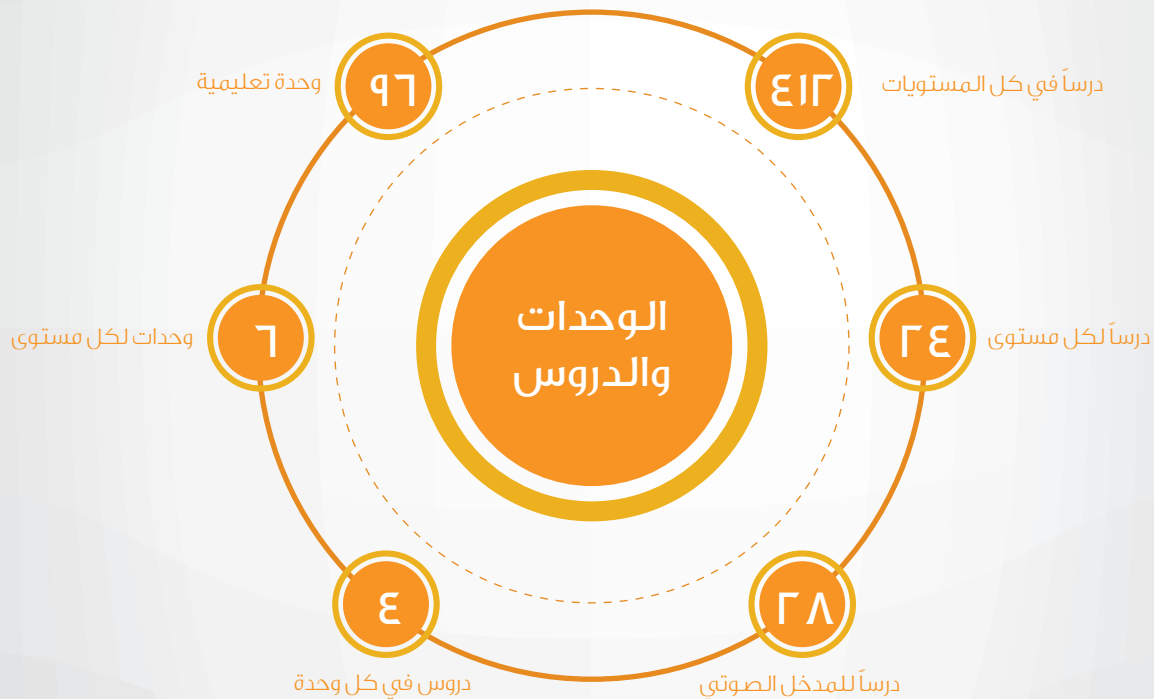 الوحدات
والدروس
٤١٢
درساً في كل المستويات
٢٤
درساً لكل مستوى
٢٨
درساً للمدخل الصوتي
٩٦
وحدة تعليمية
٦
وحدات لكل مستوى
٤
دروس في كل وحدة